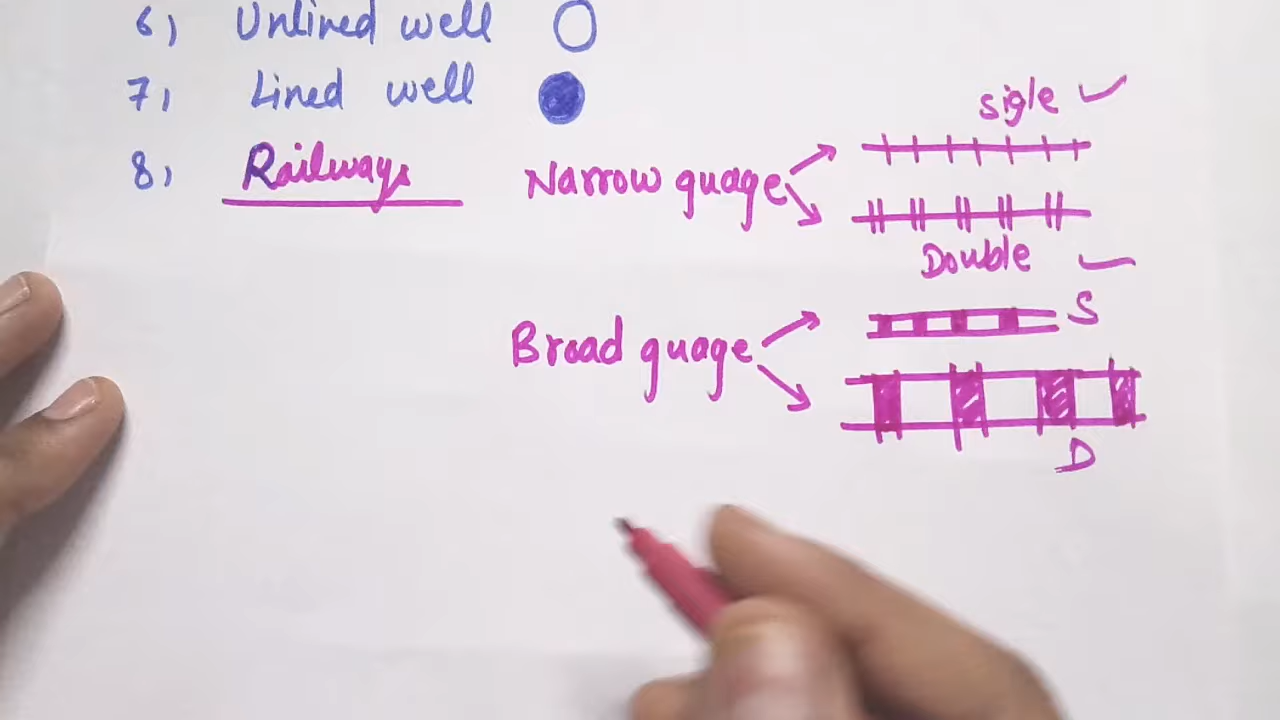 6) Unlined well
7) Lined well
8) Railways
Narrow quage
sigle
Double
Broad quage
S
D